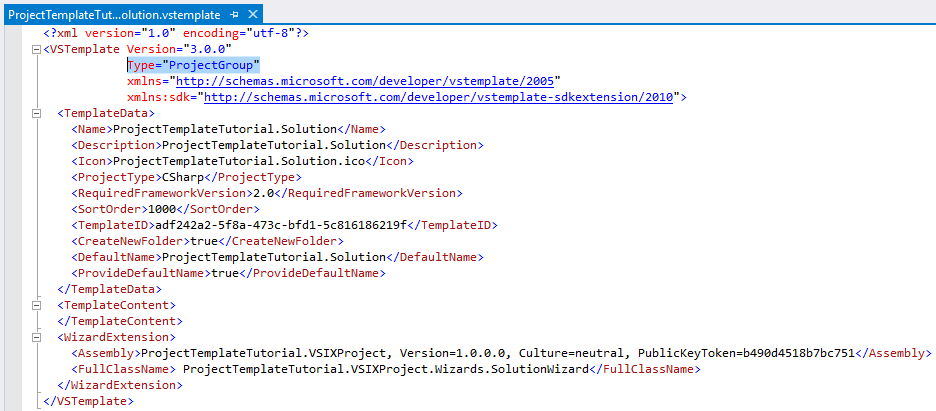 ProjectTemplateTut...olution.vstemplate
<?xml version="1.0" encoding="utf-8"?>
<VSTemplate Version="3.0.0"
Type="ProjectGroup"
xmlns="http://schemas.microsoft.com/developer/vstemplate/2005"
xmlns:sdk="http://schemas.microsoft.com/developer/vstemplate-sdkextension/2010">
<TemplateData>
<Name>ProjectTemplateTutorial.Solution</Name>
<Description>ProjectTemplateTutorial.Solution</Description>
<Icon>ProjectTemplateTutorial.Solution.ico</Icon>
<ProjectType>CSharp</ProjectType>
<RequiredFrameworkVersion>2.0</RequiredFrameworkVersion>
<SortOrder>1000</SortOrder>
<TemplateID>adf242a2-5f8a-473c-bfd1-5c816186219f</TemplateID>
<CreateNewFolder>true</CreateNewFolder>
<DefaultName>ProjectTemplateTutorial.Solution</DefaultName>
<ProvideDefaultName>true</ProvideDefaultName>
</TemplateData>
<TemplateContent>
</TemplateContent>
<WizardExtension>
<Assembly>ProjectTemplateTutorial.VSIXProject, Version=1.0.0.0, Culture=neutral, PublicKeyToken=b490d4518b7bc751</Assembly>
<FullClassName> ProjectTemplateTutorial.VSIXProject.Wizards.SolutionWizard</FullClassName>
</WizardExtension>
</VSTemplate>